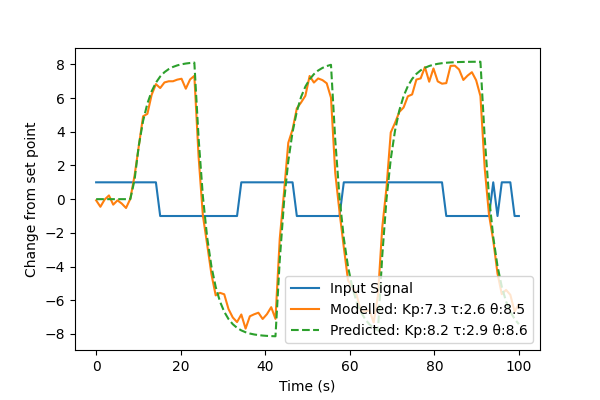 8
6
4
2
0
−2
−4
−6
−8
Change from set point
Input Signal
Modelled: Kp:7.3 τ:2.6 θ:8.5
Predicted: Kp:8.2 τ:2.9 θ:8.6
0 20 40 60 80 100
Time (s)